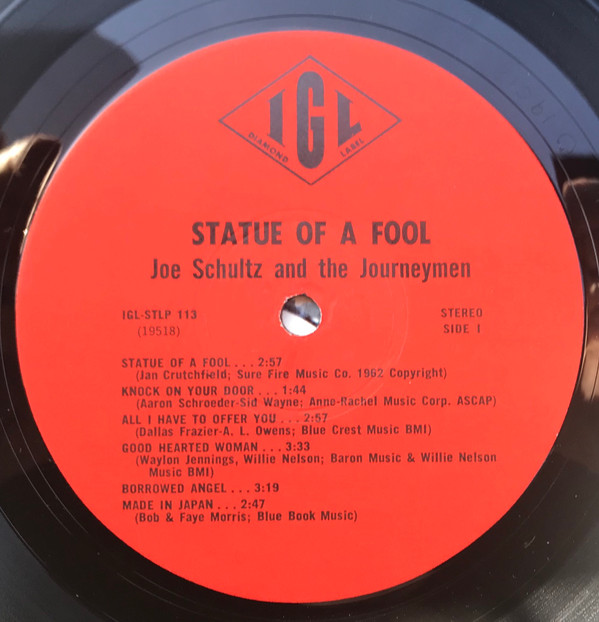 IGL
DIAMOND LABEL
STATUE OF A FOOL
Joe Schultz and the Journeymen
IGL-STLP 113
(19518)
STEREO
SIDE 1
STATUE OF A FOOL . . . 2:57
(Jan Crutchfield; Sure Fire Music Co. 1962 Copyright)
KNOCK ON YOUR DOOR . . . 1:44
(Aaron Schroeder-Sid Wayne; Anne-Rachel Music Corp. ASCAP)
ALL I HAVE TO OFFER YOU . . . 2:57
(Dallas Frazier-A. L. Owens; Blue Crest Music BMI)
GOOD HEARTED WOMAN . . . 3:33
(Waylon Jennings, Willie Nelson; Baron Music & Willie Nelson
Music BMI)
BORROWED ANGEL . . . 3:19
MADE IN JAPAN . . . 2:47
(Bob & Faye Morris; Blue Book Music)